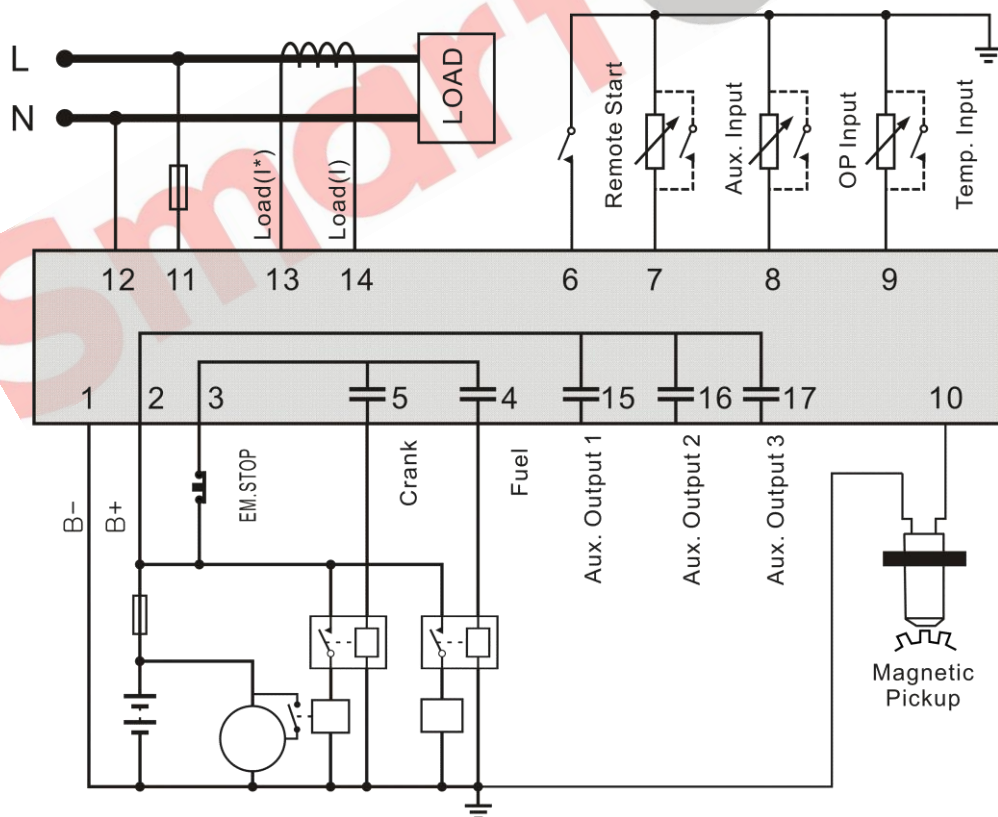 Smart
L
N
LOAD
Load(I*)
Load(I)
Remote Start
Aux. Input
OP Input
Temp. Input
12 11 13 14 6 7 8 9
1 2 3 5 4 15 16 17 10
B−
B+
EM.STOP
Crank
Fuel
Aux. Output 1
Aux. Output 2
Aux. Output 3
Magnetic
Pickup